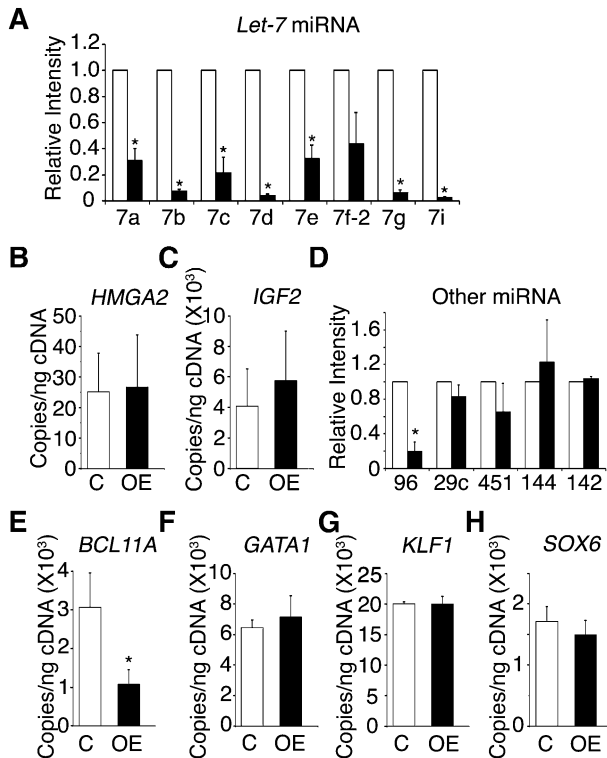 A
Let-7 miRNA
Relative Intensity
1.2
1.0
0.8
0.6
0.4
0.2
0
* * * * * * *
7a 7b 7c 7d 7e 7f-2 7g 7i
B
HMGA2
Copies/ng cDNA
50
40
30
20
10
0
C OE
C
IGF2
Copies/ng cDNA (X10³)
10
8
6
4
2
0
C OE
D
Other miRNA
Relative Intensity
1.6
1.2
0.8
0.4
0
*
96 29c 451 144 142
E
BCL11A
Copies/ng cDNA (X10³)
4
3
2
1
0
*
C OE
F
GATA1
Copies/ng cDNA (X10³)
10
8
6
4
2
0
C OE
G
KLF1
Copies/ng cDNA (X10³)
25
20
15
10
5
0
C OE
H
SOX6
Copies/ng cDNA (X10³)
2
1
0
C OE